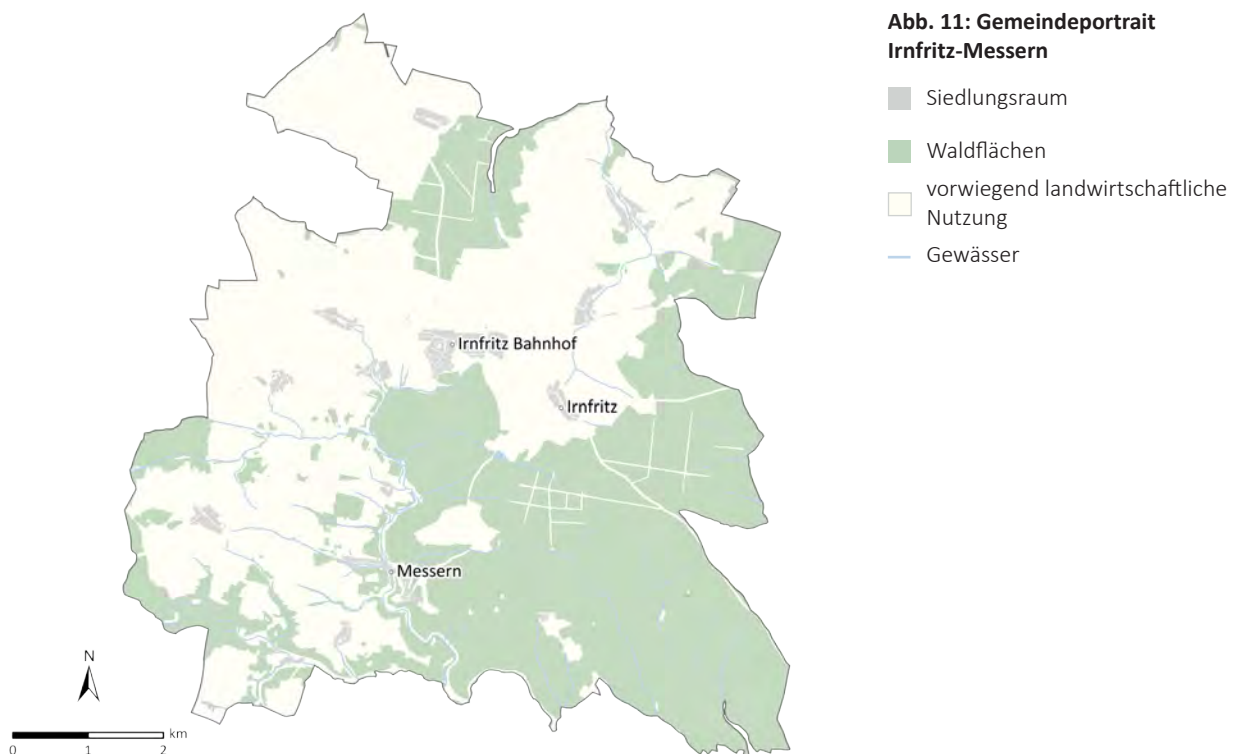 Abb. 11: Gemeindeportrait
Irnfritz-Messern
Siedlungsraum
Waldflächen
vorwiegend landwirtschaftliche
Nutzung
Gewässer
Irnfritz Bahnhof
Irnfritz
Messern
N
km
0 1 2